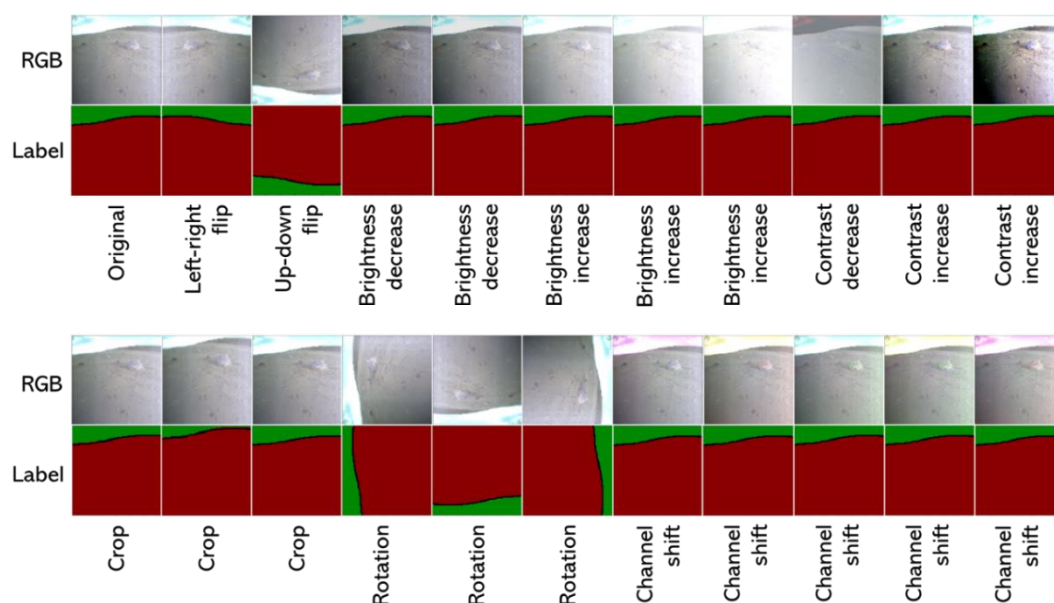 RGB
Label
Original
Left-right
flip
Up-down
flip
Brightness
decrease
Brightness
decrease
Brightness
increase
Brightness
increase
Brightness
increase
Contrast
decrease
Contrast
increase
Contrast
increase
RGB
Label
Crop
Crop
Crop
Rotation
Rotation
Rotation
Channel
shift
Channel
shift
Channel
shift
Channel
shift
Channel
shift